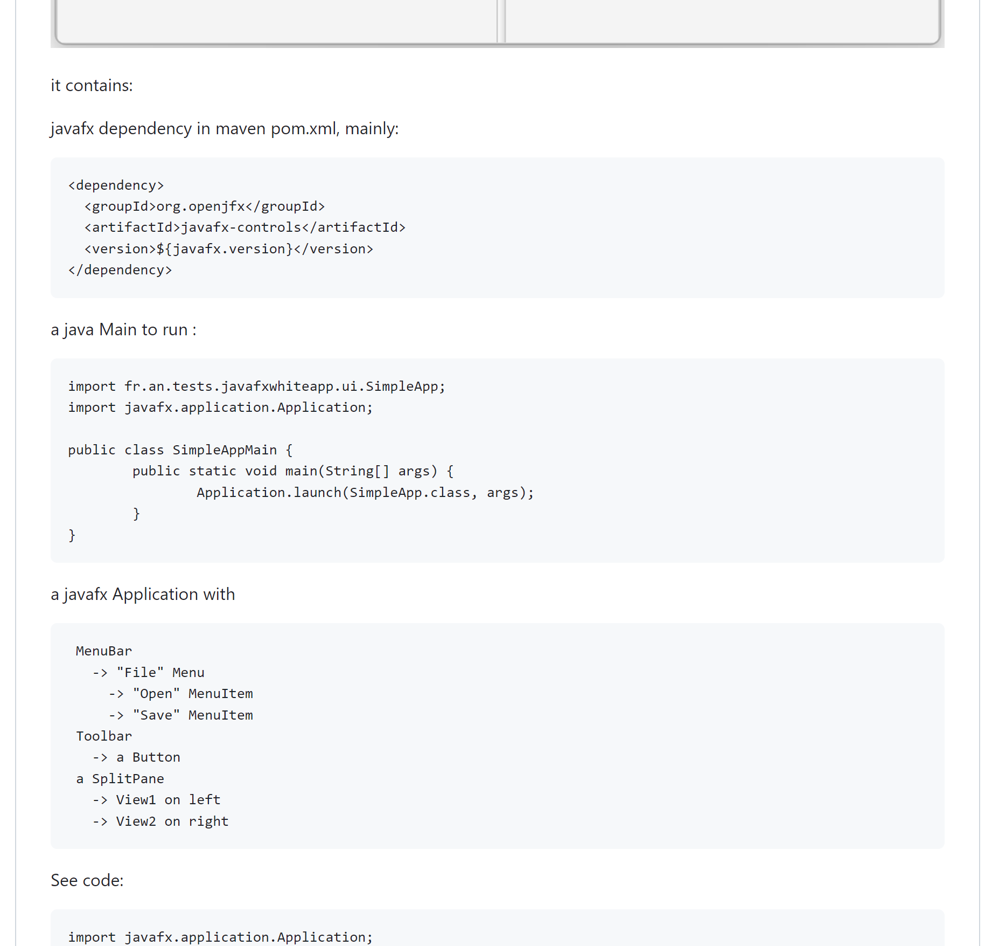 it contains:
javafx dependency in maven pom.xml, mainly:
<dependency>
  <groupId>org.openjfx</groupId>
  <artifactId>javafx-controls</artifactId>
  <version>${javafx.version}</version>
</dependency>
a java Main to run :
import fr.an.tests.javafxwhiteapp.ui.SimpleApp;
import javafx.application.Application;
public class SimpleAppMain {
        public static void main(String[] args) {
                Application.launch(SimpleApp.class, args);
        }
}
a javafx Application with
 MenuBar
   -> "File" Menu
     -> "Open" MenuItem
     -> "Save" MenuItem
 Toolbar
   -> a Button
 a SplitPane
   -> View1 on left
   -> View2 on right
See code:
import javafx.application.Application;